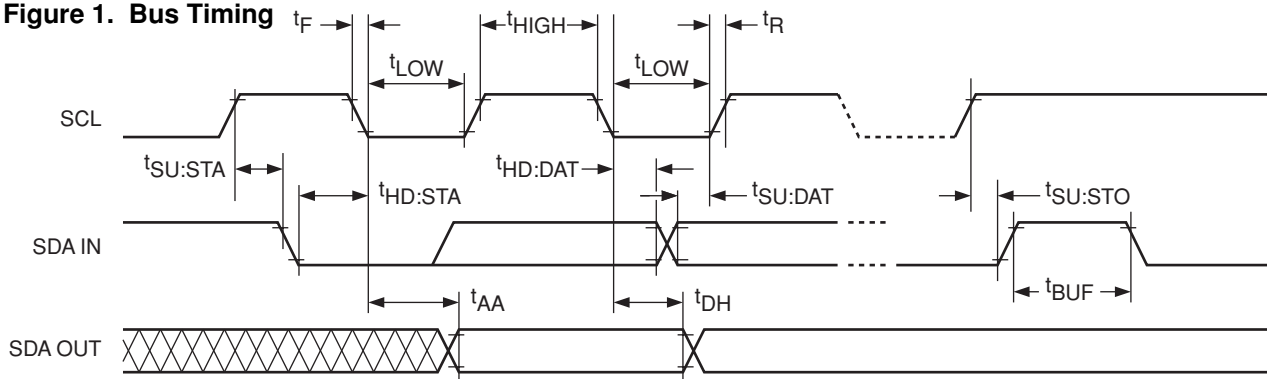 Figure 1. Bus Timing
tF
tHIGH
tR
tLOW
tLOW
SCL
tSU:STA
tHD:STA
tHD:DAT
tSU:DAT
tSU:STO
SDA IN
tBUF
tAA
tDH
SDA OUT